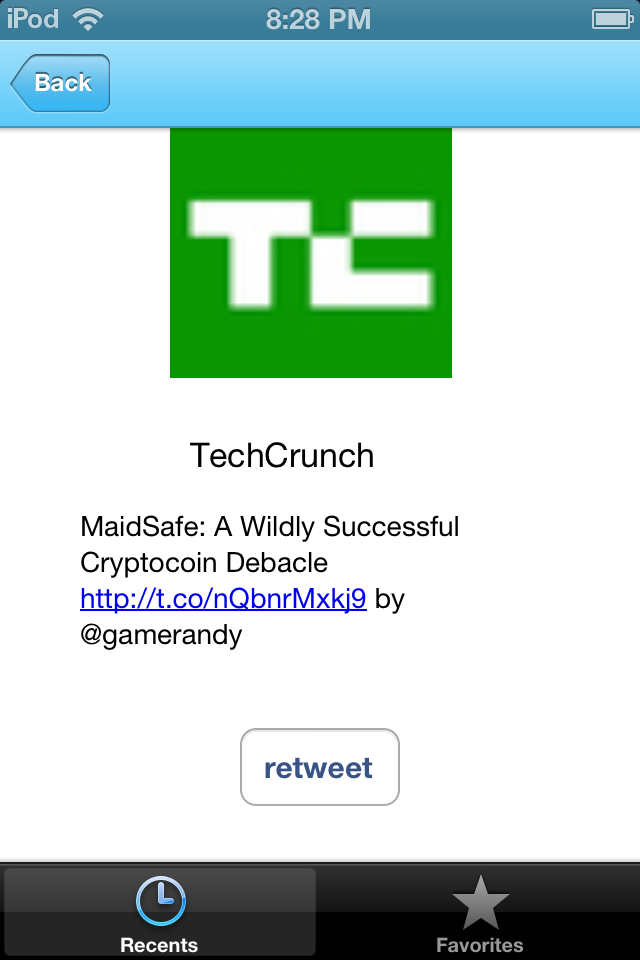 iPod 8:28 PM
Back
TC
TechCrunch
MaidSafe: A Wildly Successful
Cryptocoin Debacle
http://t.co/nQbnrMxkj9 by
@gamerandy
retweet
Recents Favorites